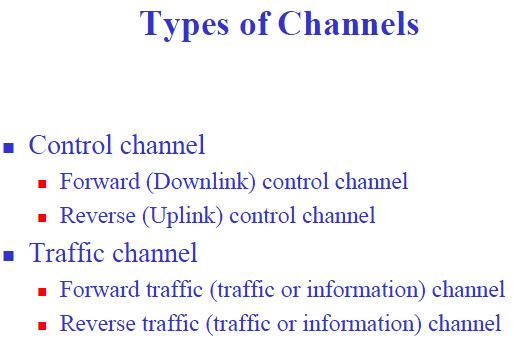 Types of Channels
Control channel
Forward (Downlink) control channel
Reverse (Uplink) control channel
Traffic channel
Forward traffic (traffic or information) channel
Reverse traffic (traffic or information) channel